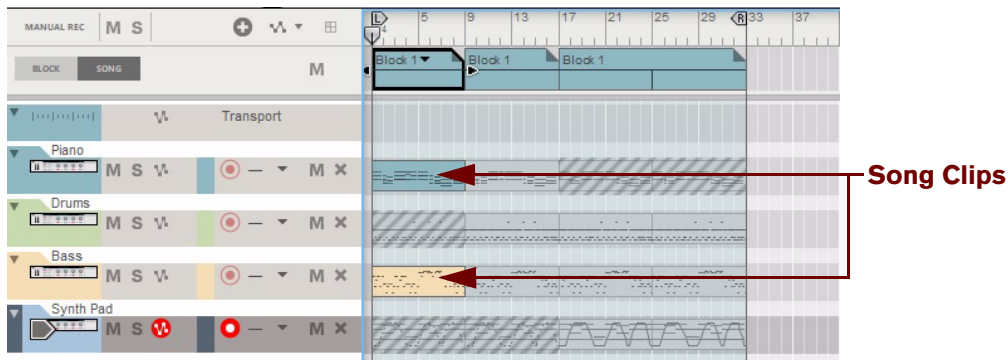 MANUAL REC M S
L 5 9 13 17 21 25 29 R 33 37
4
BLOCK SONG M
Block 1 Block 1 Block 1
Transport
Piano
M S M
Song Clips
Drums
M S M
Bass
M S M
Synth Pad
M S M